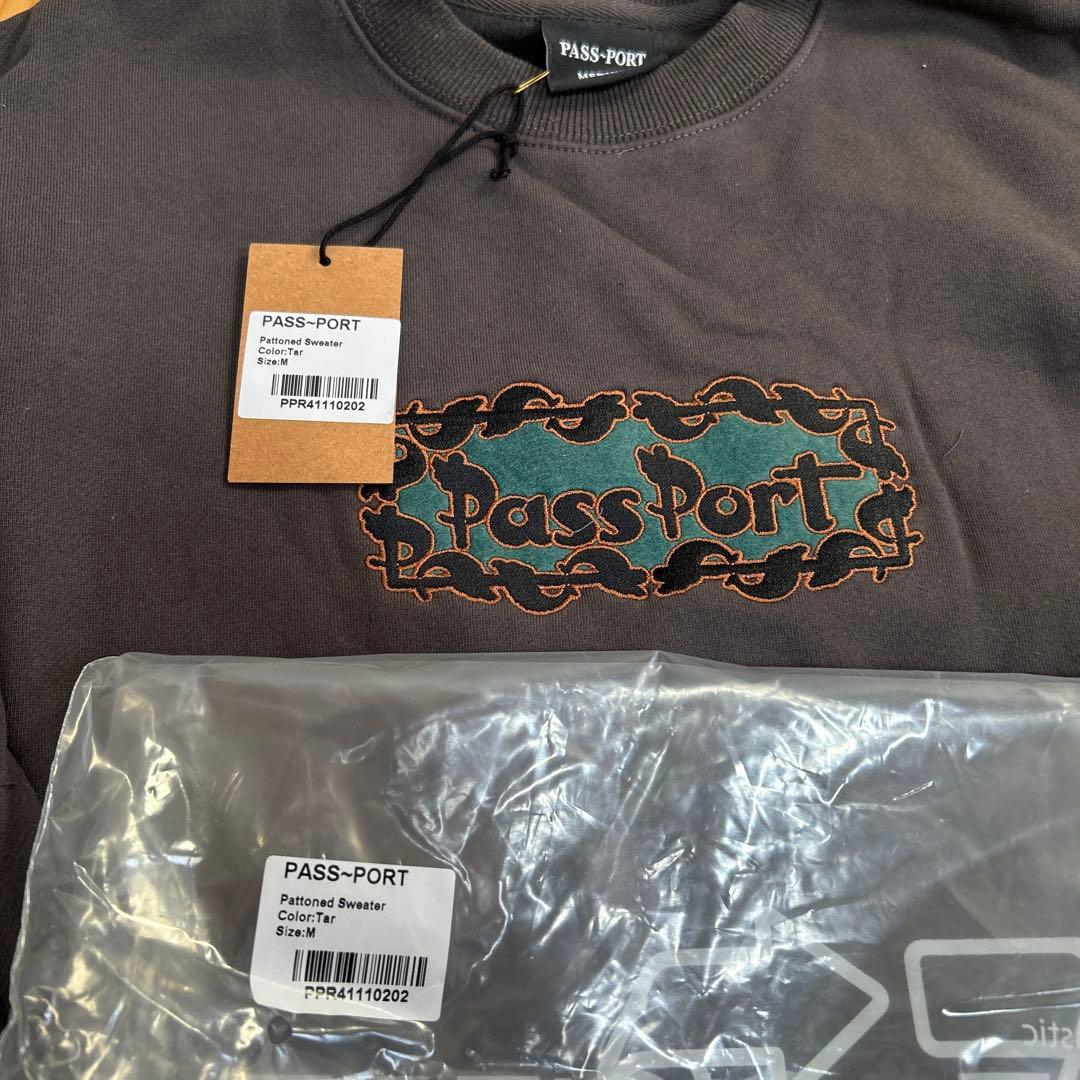 PASS~PORT
PASS~PORT
Pattoned Sweater
Color:Tar
Size:M
PPR41110202
PassPort
PASS~PORT
Pattoned Sweater
Color:Tar
Size:M
PPR41110202